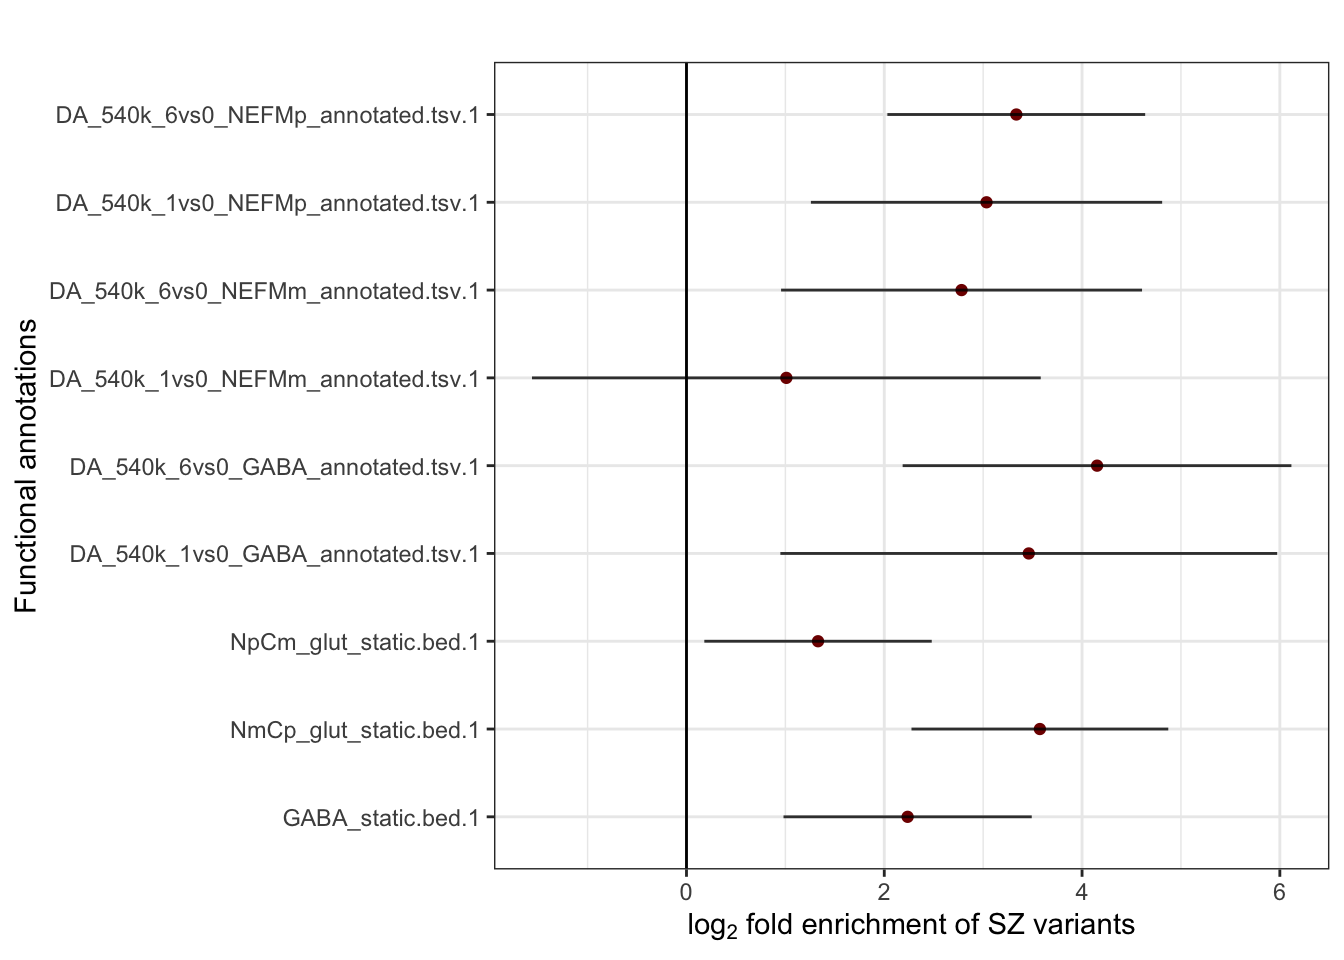 DA_540k_6vs0_NEFMp_annotated.tsv.1
DA_540k_1vs0_NEFMp_annotated.tsv.1
DA_540k_6vs0_NEFMm_annotated.tsv.1
DA_540k_1vs0_NEFMm_annotated.tsv.1
DA_540k_6vs0_GABA_annotated.tsv.1
DA_540k_1vs0_GABA_annotated.tsv.1
NpCm_glut_static.bed.1
NmCp_glut_static.bed.1
GABA_static.bed.1
Functional annotations
0 2 4 6
log₂ fold enrichment of SZ variants